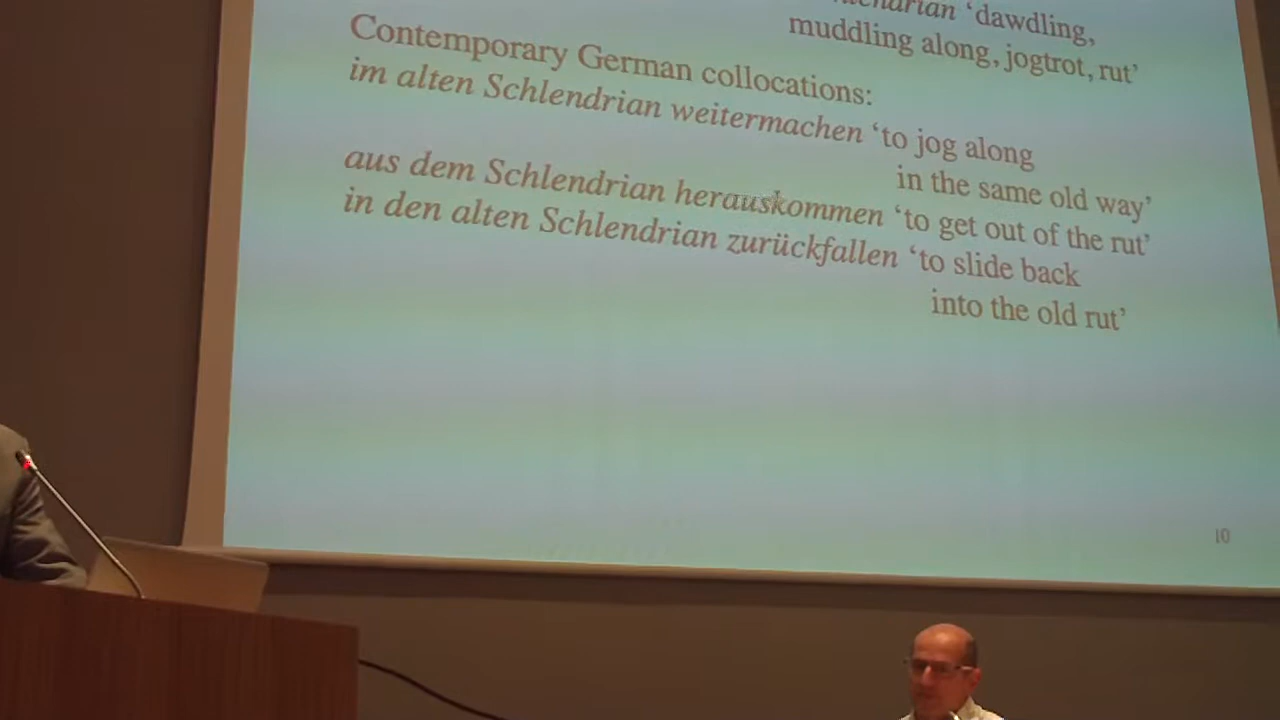 ‘dawdling,
muddling along, jogtrot, rut’
Contemporary German collocations:
im alten Schlendrian weitermachen ‘to jog along
in the same old way’
aus dem Schlendrian herauskommen ‘to get out of the rut’
in den alten Schlendrian zurückfallen ‘to slide back
into the old rut’
10